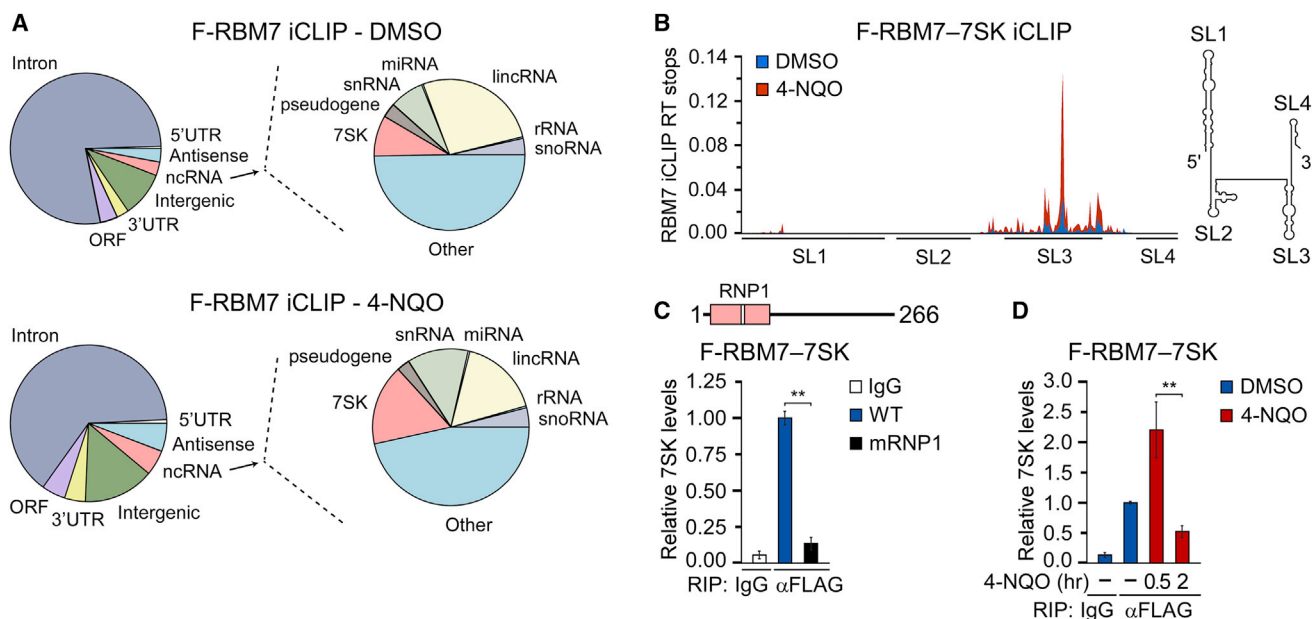 A
F-RBM7 iCLIP - DMSO
Intron
5'UTR
Antisense
ncRNA
Intergenic
3'UTR
ORF
miRNA
snRNA
lincRNA
pseudogene
7SK
rRNA
snoRNA
Other
F-RBM7 iCLIP - 4-NQO
Intron
5'UTR
Antisense
ncRNA
ORF
3'UTR
Intergenic
snRNA
miRNA
pseudogene
lincRNA
7SK
rRNA
snoRNA
Other
B
F-RBM7–7SK iCLIP
RBM7 iCLIP RT stops
0.14
0.12
0.08
0.04
0.00
DMSO
4-NQO
SL1
SL2
SL3
SL4
SL1
SL4
5'
3
SL2
SL3
C
RNP1
1
266
F-RBM7–7SK
Relative 7SK levels
1.25
1.00
0.75
0.50
0.25
0.00
**
IgG
WT
mRNP1
RIP: IgG αFLAG
D
F-RBM7–7SK
Relative 7SK levels
3.0
2.5
2.0
1.5
1.0
0.5
0.0
**
DMSO
4-NQO
4-NQO (hr) – – 0.5 2
RIP: IgG αFLAG